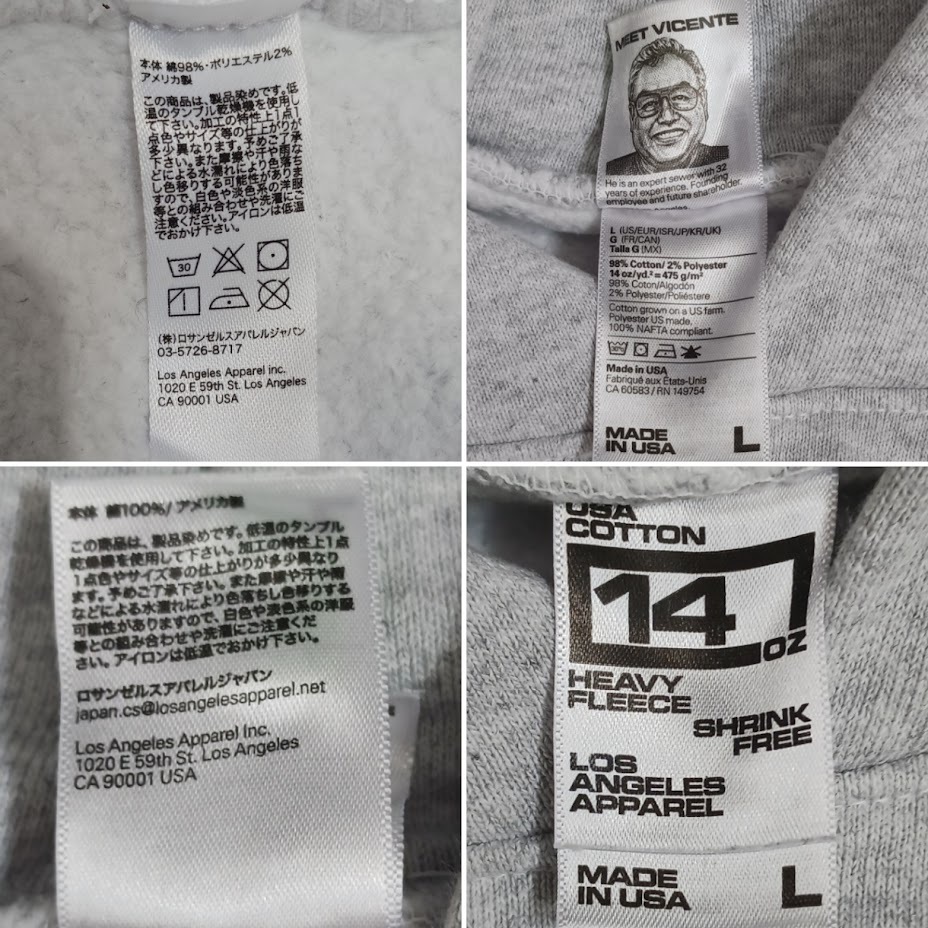 本体 綿98%・ポリエステル2%
アメリカ製
この商品は、製品染めです。低
温のタンブル乾燥機を使用し
て下さい。加工の特性上1点1
点色やサイズ等の仕上がりが
多少異なります。予めご了承
下さい。また摩擦や汗や雨な
どによる水濡れにより色落ち
し色移りする可能性がありま
すので、白色や淡色系の洋服
等との組み合わせや洗濯にご
注意ください。アイロンは低温
でおかけ下さい。
30
(株)ロサンゼルスアパレルジャパン
03-5726-8717
Los Angeles Apparel inc.
1020 E 59th St. Los Angeles
CA 90001 USA
MEET VICENTE
He is an expert sewer with 32
years of experience. Founding
employee and future shareholder.
L (US/EUR/ISR/JP/KR/UK)
G (FR/CAN)
Talla G (MX)
98% Cotton/ 2% Polyester
14 oz/yd.² = 475 g/m²
98% Coton/Algodón
2% Polyester/Poliéstere
Cotton grown on a US farm.
Polyester US made,
100% NAFTA compliant.
Made in USA
Fabriqué aux États-Unis
CA 60583 / RN 149754
MADE
IN USA
L
本体 綿100%/ アメリカ製
この商品は、製品染めです。低温のタンブル
乾燥機を使用して下さい。加工の特性上1点
1点色やサイズ等の仕上がりが多少異なり
ます。予めご了承下さい。また摩擦や汗や雨
などによる水濡れにより色落ちし色移りする
可能性がありますので、白色や淡色系の洋服
等との組み合わせや洗濯にご注意くだ
さい。アイロンは低温でおかけ下さい。
ロサンゼルスアパレルジャパン
japan.cs@losangelesapparel.net
Los Angeles Apparel Inc.
1020 E 59th St. Los Angeles
CA 90001 USA
USA
COTTON
14
OZ
HEAVY
FLEECE
SHRINK
FREE
LOS
ANGELES
APPAREL
MADE
IN USA
L